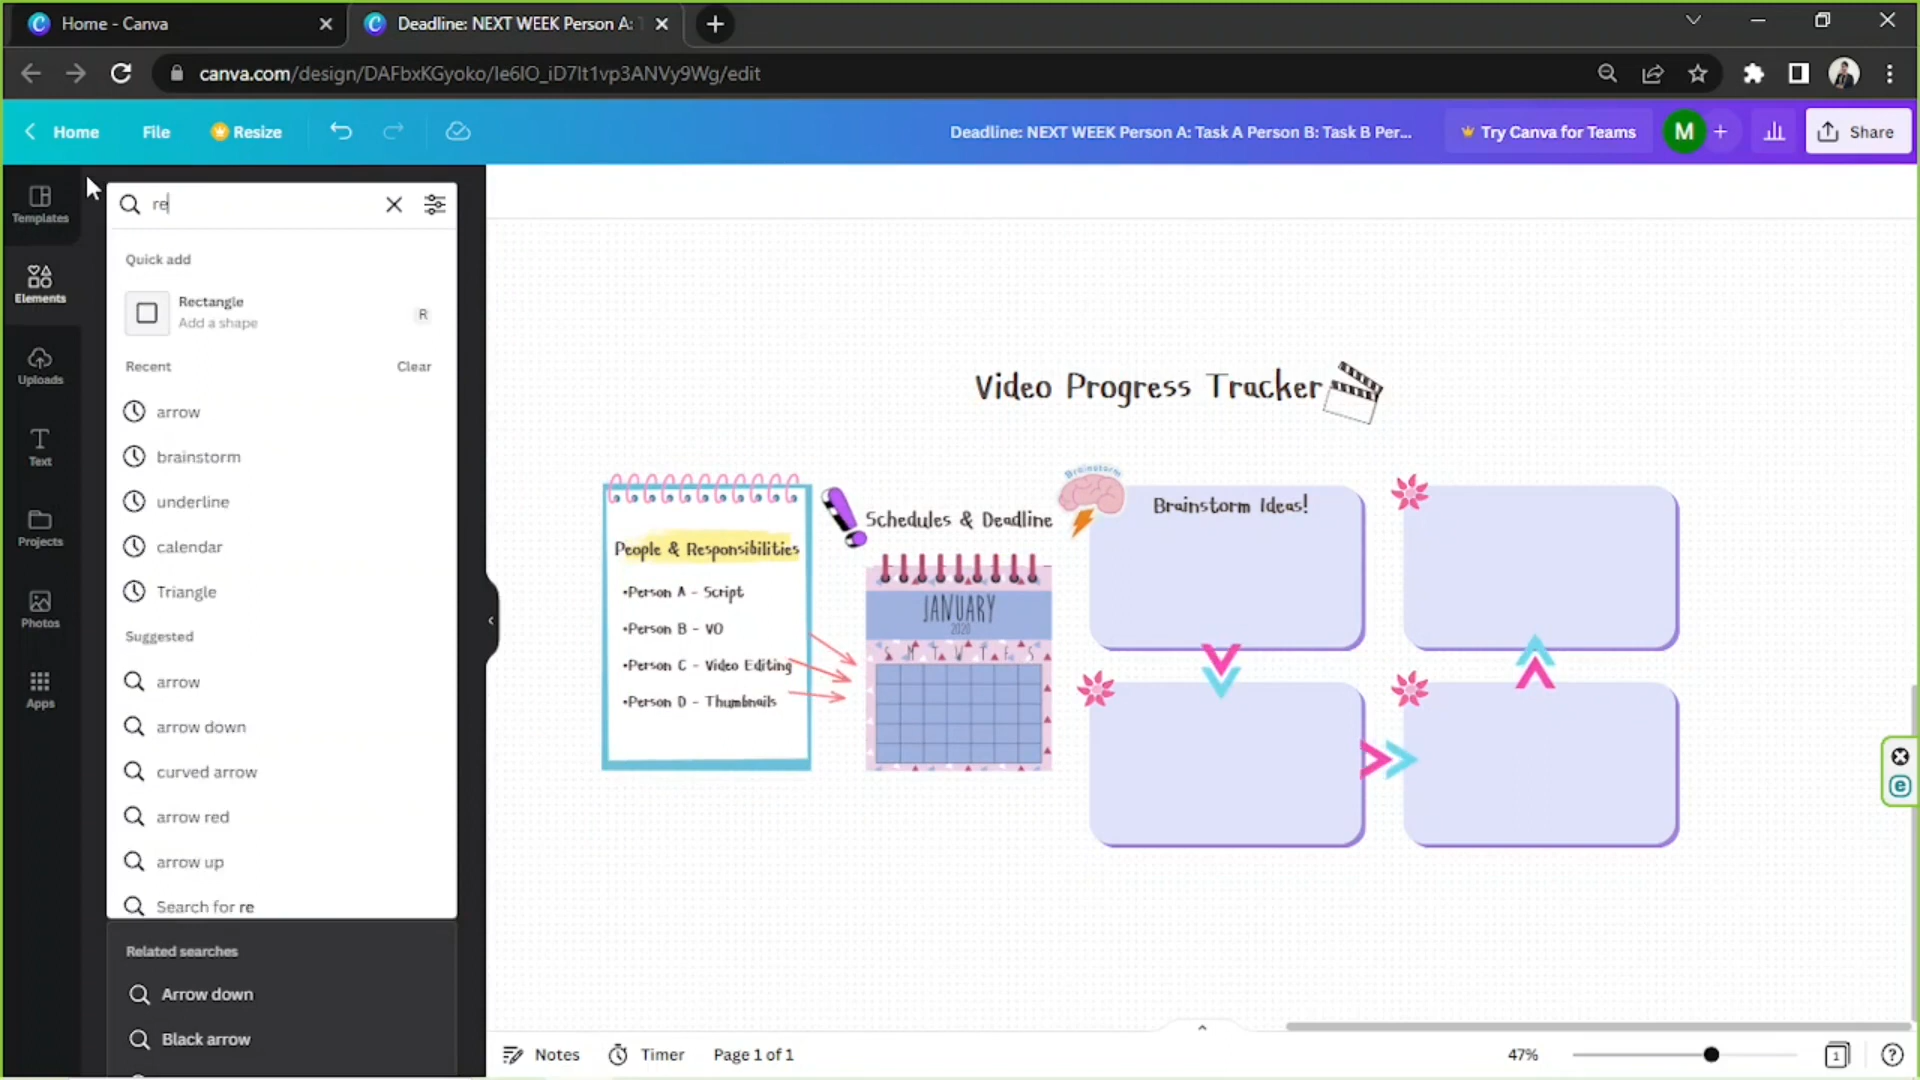 Home - Canva
Deadline: NEXT WEEK Person A:
canva.com/design/DAFbxKGyoko/Ie6IO_iD7lt1vp3ANVy9Wg/edit
Home
File
Resize
Deadline: NEXT WEEK Person A: Task A Person B: Task B Per...
Try Canva for Teams
M
Share
Templates
Elements
Uploads
Text
Projects
Photos
Apps
re
Quick add
Rectangle
Add a shape
R
Recent
Clear
arrow
brainstorm
underline
calendar
Triangle
Suggested
arrow
arrow down
curved arrow
arrow red
arrow up
Search for re
Related searches
Arrow down
Black arrow
Video Progress Tracker
People & Responsibilities
•Person A - Script
•Person B - VO
•Person C - Video Editing
•Person D - Thumbnails
Schedules & Deadline
JANUARY
2020
S M T W T F S
Brainstorm
Brainstorm Ideas!
Notes
Timer
Page 1 of 1
47%
1